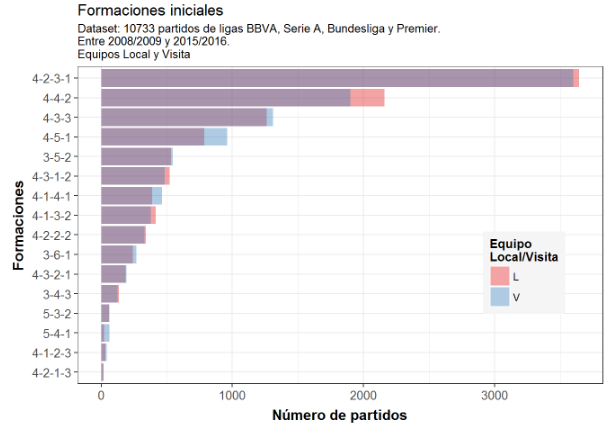 Formaciones iniciales
Dataset: 10733 partidos de ligas BBVA, Serie A, Bundesliga y Premier.
Entre 2008/2009 y 2015/2016.
Equipos Local y Visita
4-2-3-1
4-4-2
4-3-3
4-5-1
3-5-2
4-3-1-2
4-1-4-1
4-1-3-2
4-2-2-2
3-6-1
4-3-2-1
3-4-3
5-3-2
5-4-1
4-1-2-3
4-2-1-3
Formaciones
Equipo
Local/Visita
L
V
0 1000 2000 3000
Número de partidos